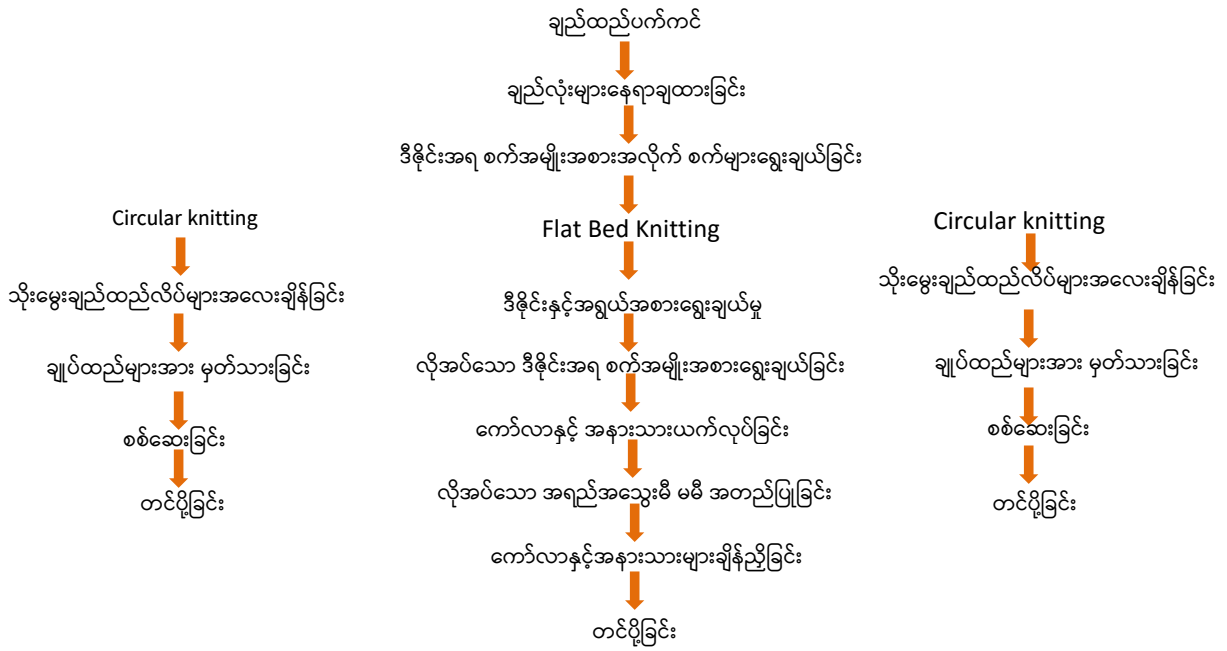 ချည်ထည်ပက်ကင်
ချည်လုံးများနေရာချထားခြင်း
ဒီဇိုင်းအရ စက်အမျိုးအစားအလိုက် စက်များရွေးချယ်ခြင်း
Circular knitting
သိုးမွေးချည်ထည်လိပ်များအလေးချိန်ခြင်း
ချုပ်ထည်များအား မှတ်သားခြင်း
စစ်ဆေးခြင်း
တင်ပို့ခြင်း
Flat Bed Knitting
ဒီဇိုင်းနှင့်အရွယ်အစားရွေးချယ်မှု
လိုအပ်သော ဒီဇိုင်းအရ စက်အမျိုးအစားရွေးချယ်ခြင်း
ကော်လာနှင့် အနားသားယက်လုပ်ခြင်း
လိုအပ်သော အရည်အသွေးမီ မမီ အတည်ပြုခြင်း
ကော်လာနှင့်အနားသားများချိန်ညှိခြင်း
တင်ပို့ခြင်း
Circular knitting
သိုးမွေးချည်ထည်လိပ်များအလေးချိန်ခြင်း
ချုပ်ထည်များအား မှတ်သားခြင်း
စစ်ဆေးခြင်း
တင်ပို့ခြင်း